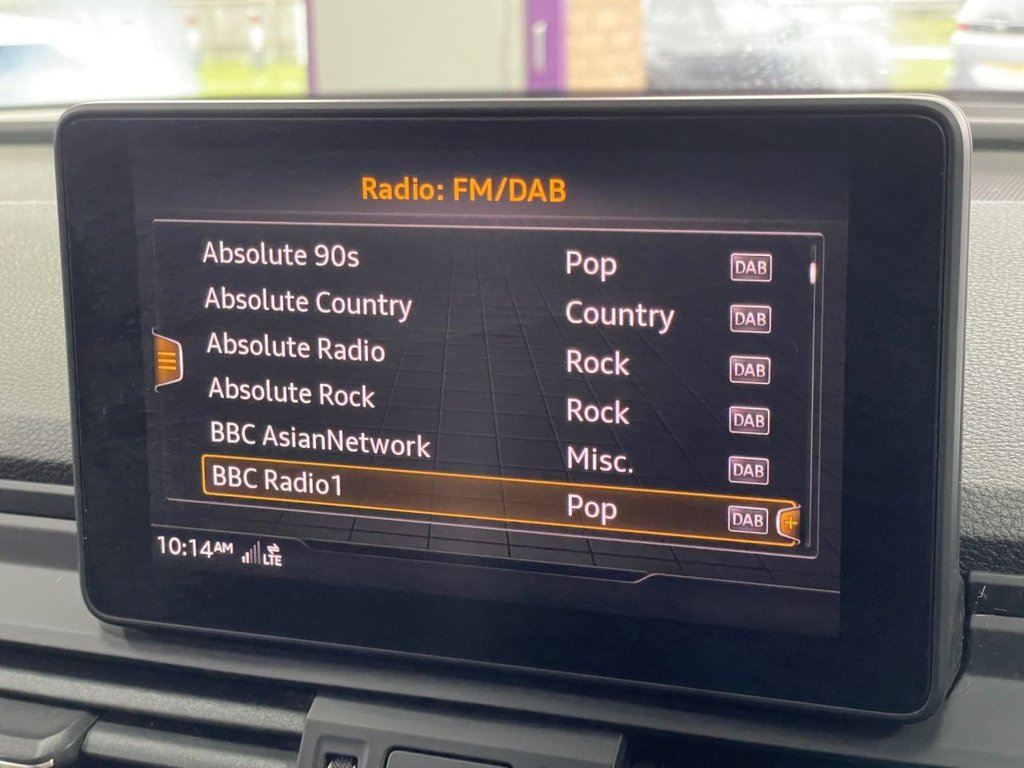 Radio: FM/DAB
Absolute 90s Pop DAB
Absolute Country Country DAB
Absolute Radio Rock DAB
Absolute Rock Rock DAB
BBC AsianNetwork Misc. DAB
BBC Radio1 Pop DAB +
10:14AM LTE